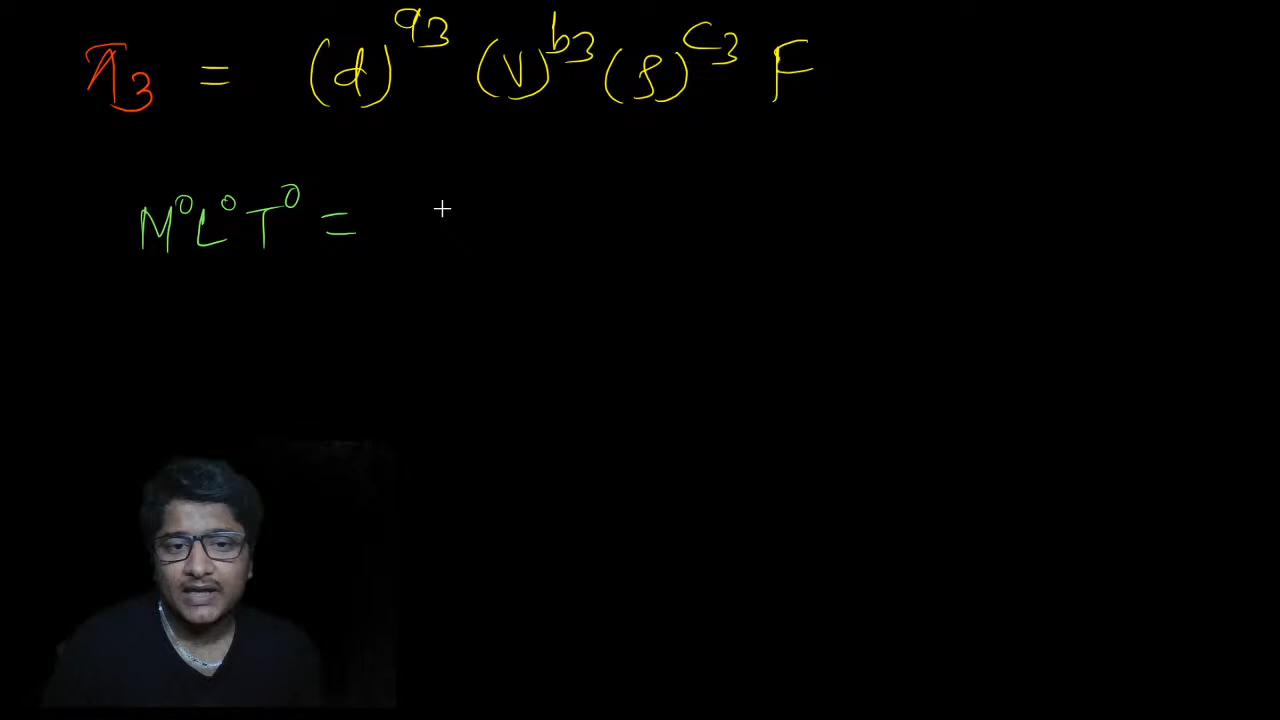 π₃ = (d)^a₃ (V)^b₃ (ρ)^c₃ F
M⁰L⁰T⁰ =